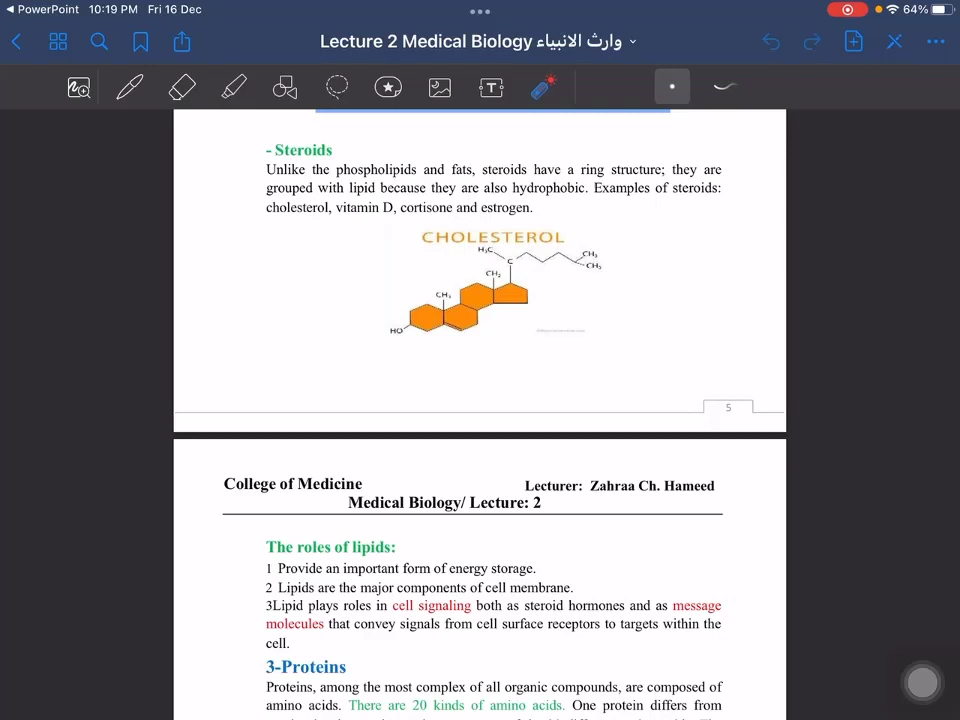 PowerPoint 10:19 PM Fri 16 Dec 64%
Lecture 2 Medical Biology وارث الانبياء
- Steroids
Unlike the phospholipids and fats, steroids have a ring structure; they are
grouped with lipid because they are also hydrophobic. Examples of steroids:
cholesterol, vitamin D, cortisone and estrogen.
CHOLESTEROL
H₃C
CH₃
C
CH₃
CH₃
CH₃
HO
5
College of Medicine Lecturer: Zahraa Ch. Hameed
Medical Biology/ Lecture: 2
The roles of lipids:
1 Provide an important form of energy storage.
2 Lipids are the major components of cell membrane.
3Lipid plays roles in cell signaling both as steroid hormones and as message
molecules that convey signals from cell surface receptors to targets within the
cell.
3-Proteins
Proteins, among the most complex of all organic compounds, are composed of
amino acids. There are 20 kinds of amino acids. One protein differs from